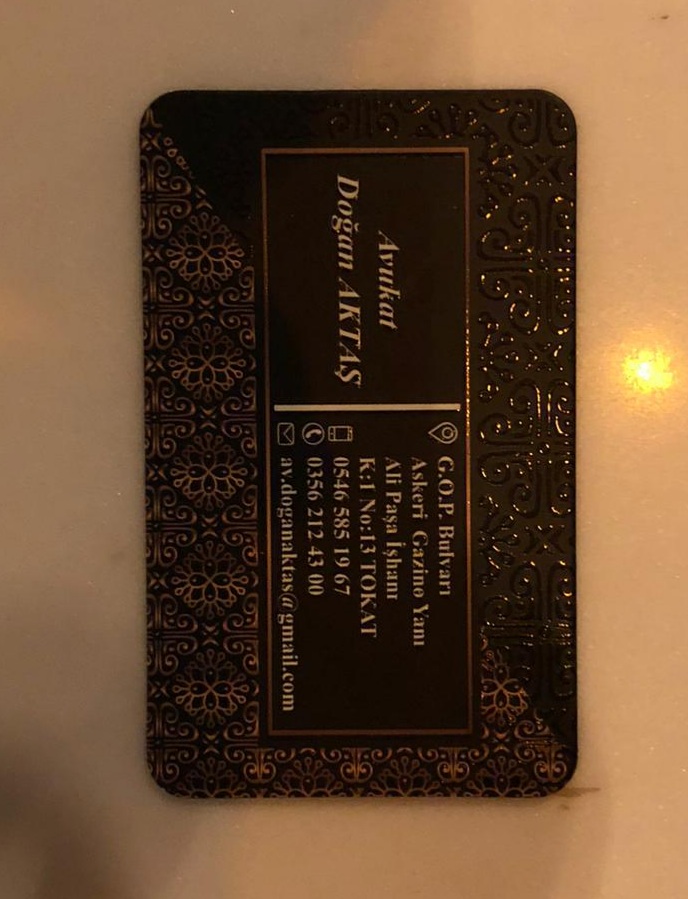 Avukat
Doğan AKTAŞ
G.O.P. Bulvarı
Askeri Gazino Yanı
Ali Paşa İşhanı
K:1 No:13 TOKAT
0546 585 19 67
0356 212 43 00
av.doganaktas@gmail.com